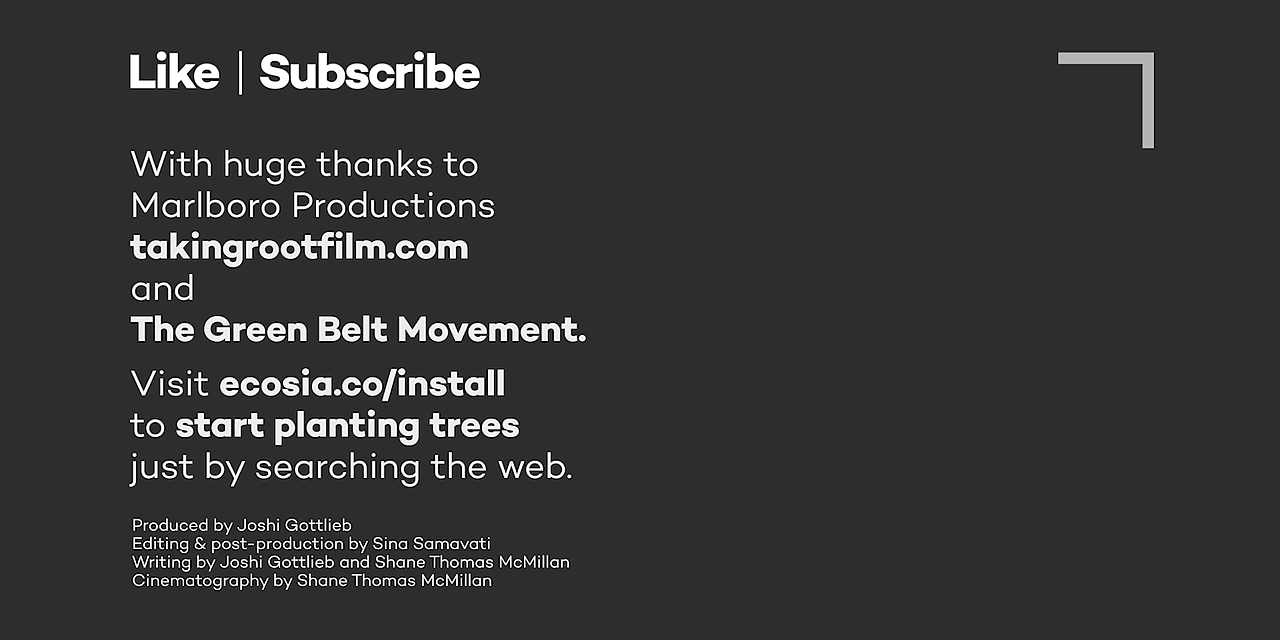 Like | Subscribe
With huge thanks to
Marlboro Productions
takingrootfilm.com
and
The Green Belt Movement.
Visit ecosia.co/install
to start planting trees
just by searching the web.
Produced by Joshi Gottlieb
Editing & post-production by Sina Samavati
Writing by Joshi Gottlieb and Shane Thomas McMillan
Cinematography by Shane Thomas McMillan